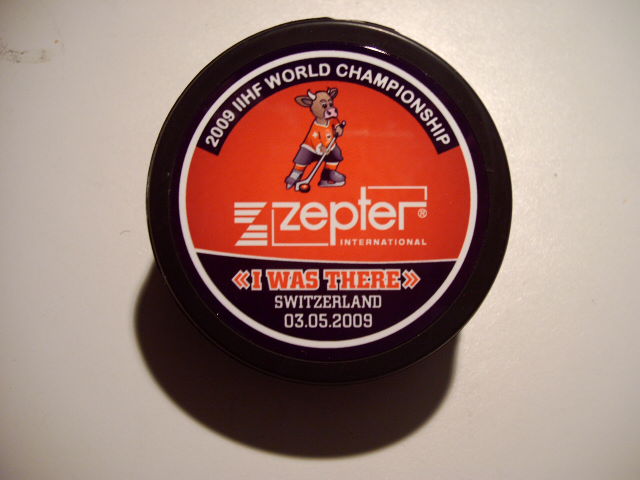 2009 IIHF WORLD CHAMPIONSHIP
zepter®
INTERNATIONAL
«I WAS THERE»
SWITZERLAND
03.05.2009